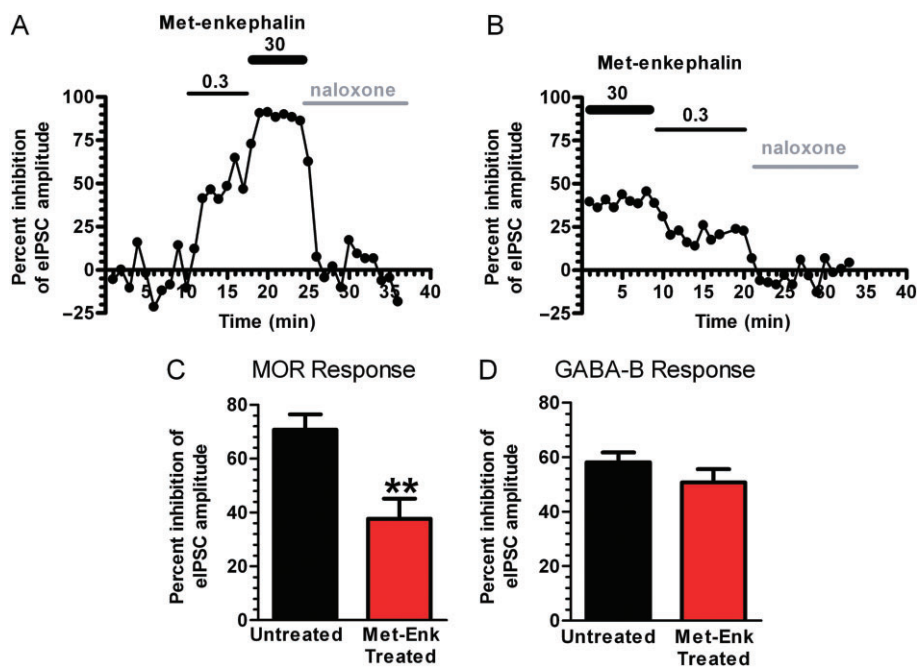 A
Met-enkephalin
30
0.3
naloxone
Percent inhibition
of eIPSC amplitude
100
75
50
25
0
−25
5 10 15 20 25 30 35 40
Time (min)
B
Met-enkephalin
30
0.3
naloxone
Percent inhibition
of eIPSC amplitude
100
75
50
25
0
−25
5 10 15 20 25 30 35 40
Time (min)
C MOR Response
Percent inhibition of
eIPSC amplitude
80
60
40
20
0
**
Untreated Met-Enk
Treated
D GABA-B Response
Percent inhibition of
eIPSC amplitude
80
60
40
20
0
Untreated Met-Enk
Treated